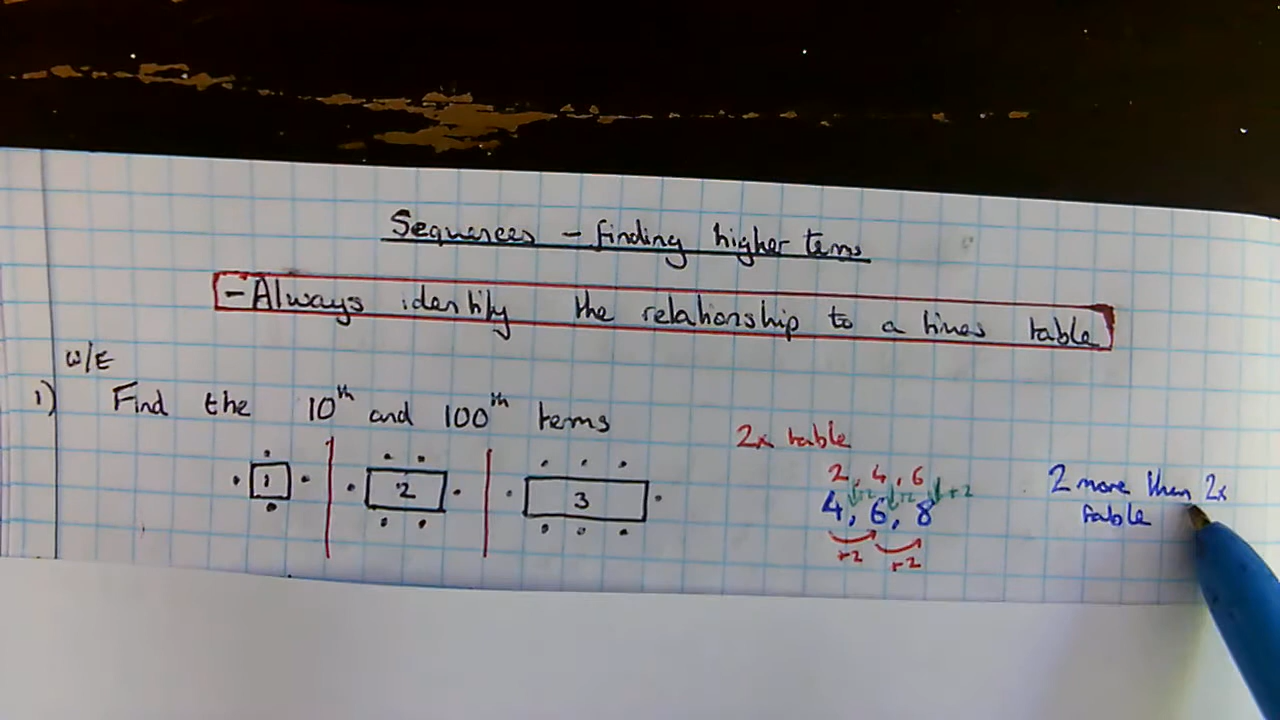 Sequences - finding higher terms
- Always identify the relationship to a times table
W/E
1) Find the 10th and 100th terms
1 2 3
2x table
2, 4, 6
+2 +2 +2
4, 6, 8
+2 +2
2 more than 2x
table